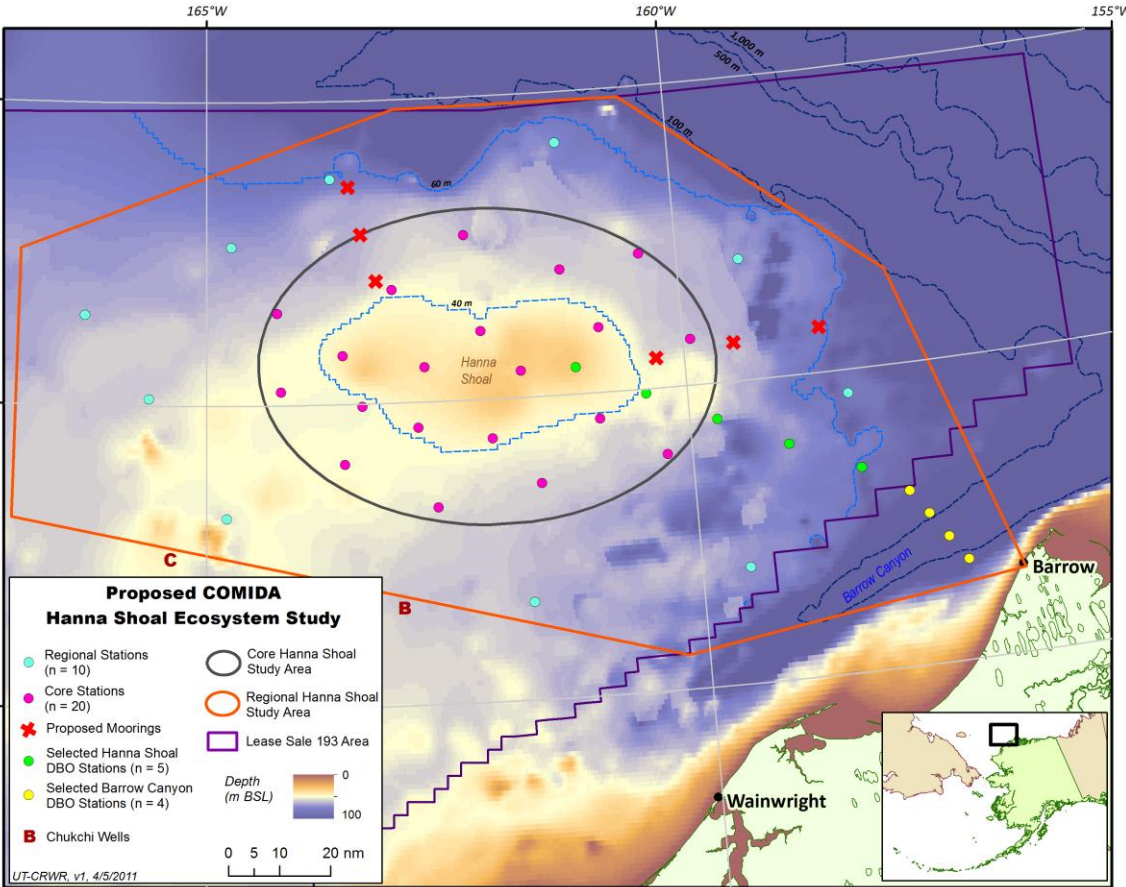 165°W
160°W
155°W
1,000 m
500 m
100 m
60 m
40 m
Hanna
Shoal
C
B
Barrow Canyon
Barrow
Wainwright
Proposed COMIDA
Hanna Shoal Ecosystem Study
Regional Stations
(n = 10)
Core Stations
(n = 20)
Proposed Moorings
Selected Hanna Shoal
DBO Stations (n = 5)
Selected Barrow Canyon
DBO Stations (n = 4)
B Chukchi Wells
Core Hanna Shoal
Study Area
Regional Hanna Shoal
Study Area
Lease Sale 193 Area
Depth
(m BSL)
0
100
0 5 10 20 nm
UT-CRWR, v1, 4/5/2011